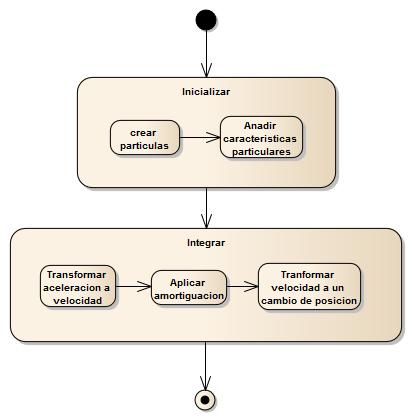 Inicializar
crear
particulas
Anadir
caracteristicas
particulares
Integrar
Transformar
aceleracion a
velocidad
Aplicar
amortiguacion
Tranformar
velocidad a un
cambio de posicion